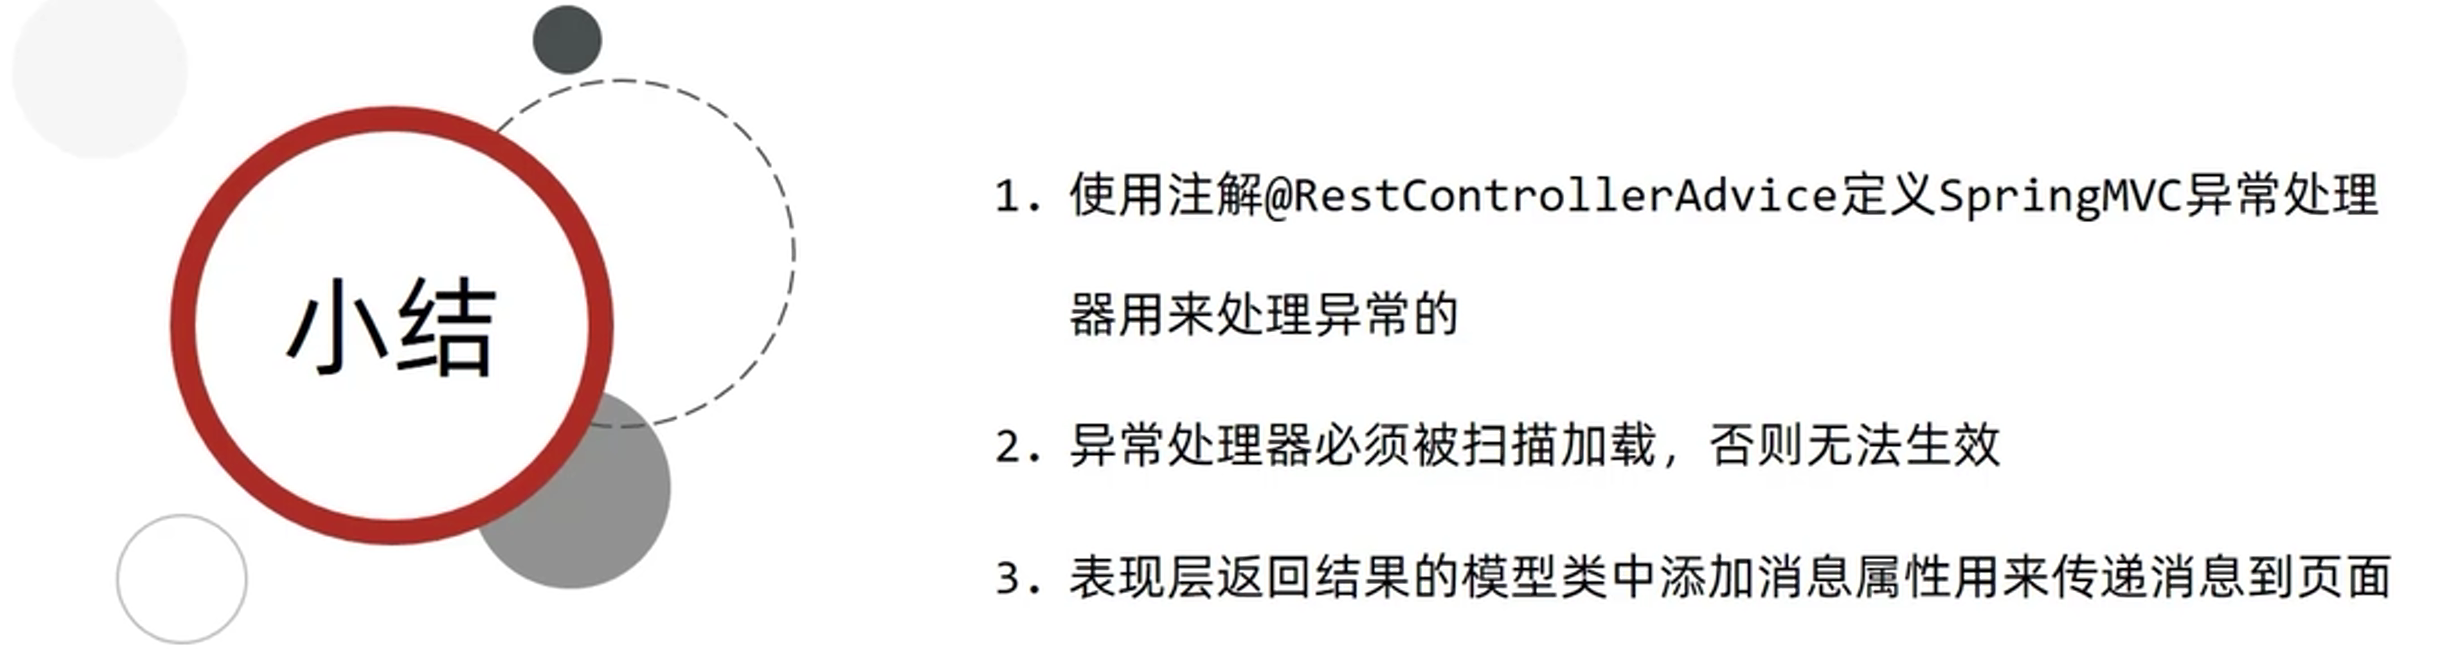 小结
1. 使用注解@RestControllerAdvice定义SpringMVC异常处理
器用来处理异常的
2. 异常处理器必须被扫描加载，否则无法生效
3. 表现层返回结果的模型类中添加消息属性用来传递消息到页面